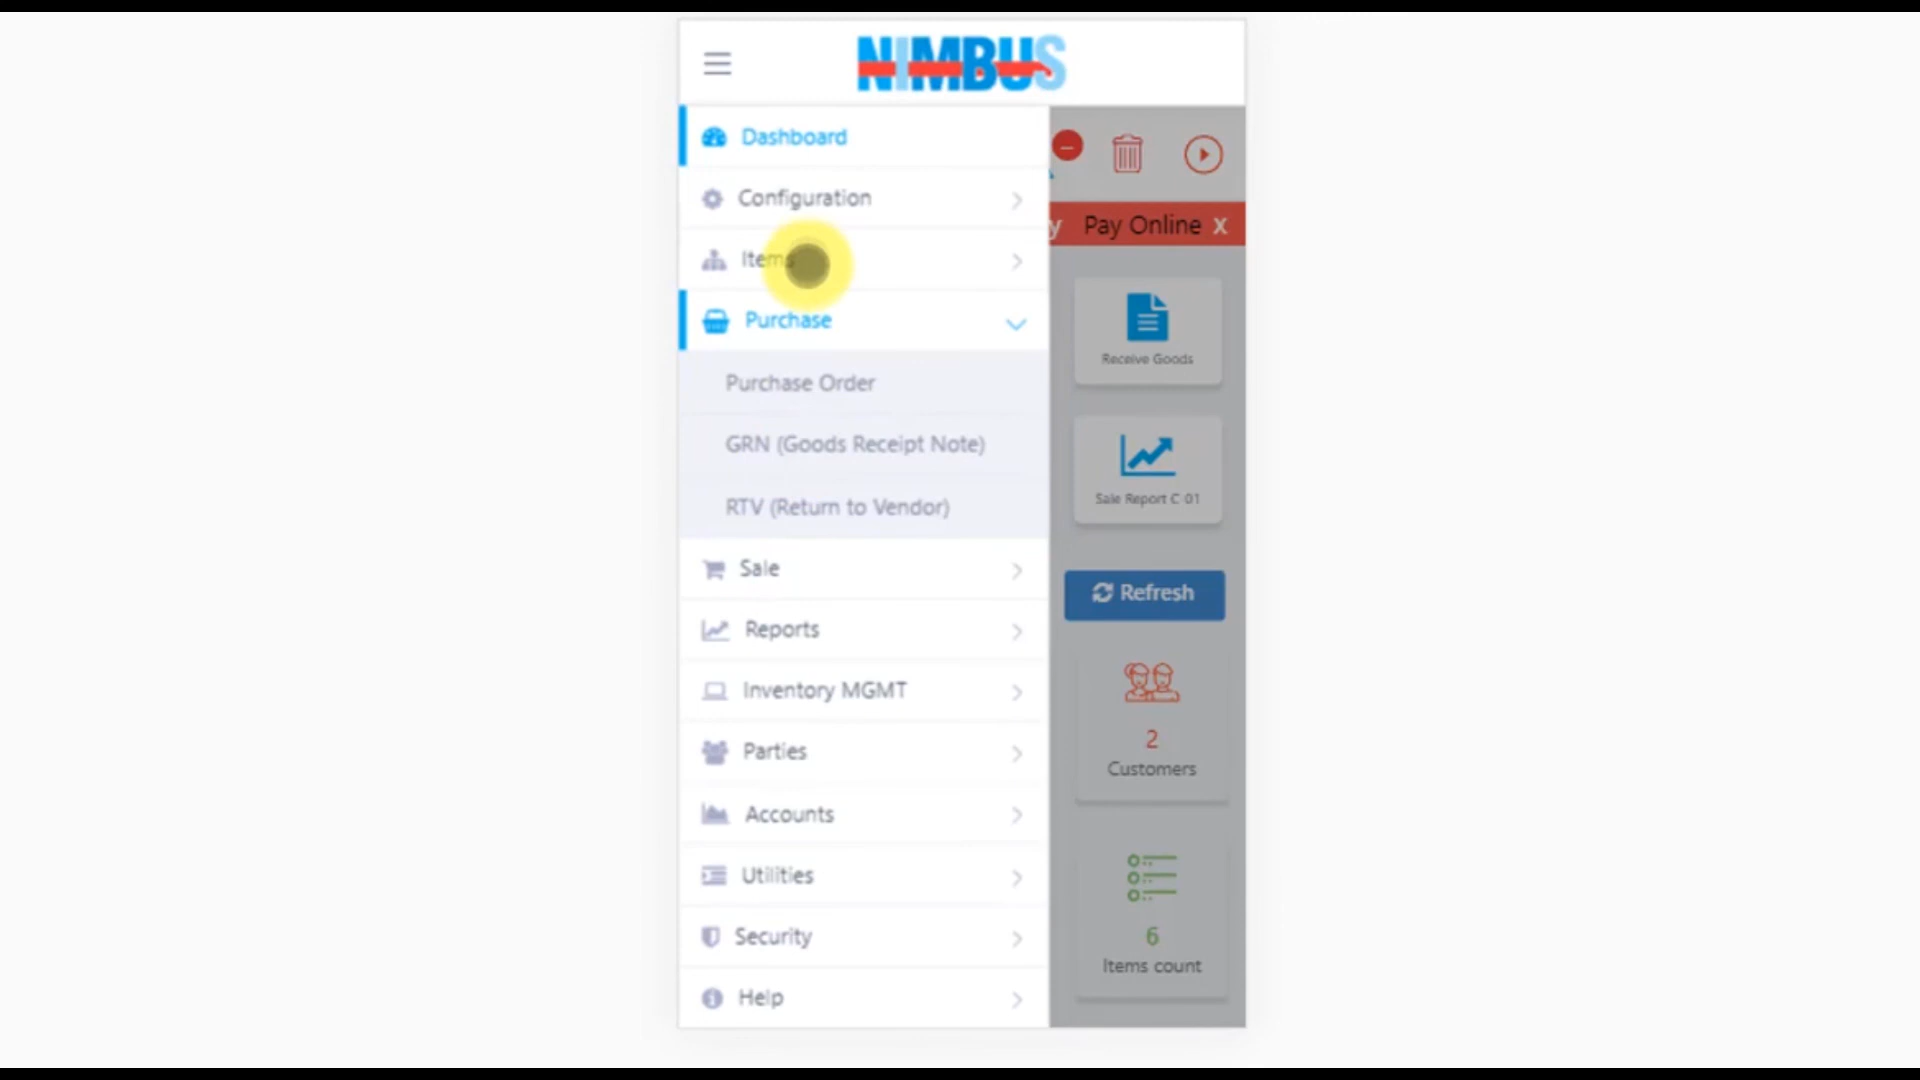 NIMBUS
Dashboard
Configuration
Items
Purchase
Purchase Order
GRN (Goods Receipt Note)
RTV (Return to Vendor)
Sale
Reports
Inventory MGMT
Parties
Accounts
Utilities
Security
Help
y Pay Online X
Receive Goods
Sale Report C 01
Refresh
2
Customers
6
Items count